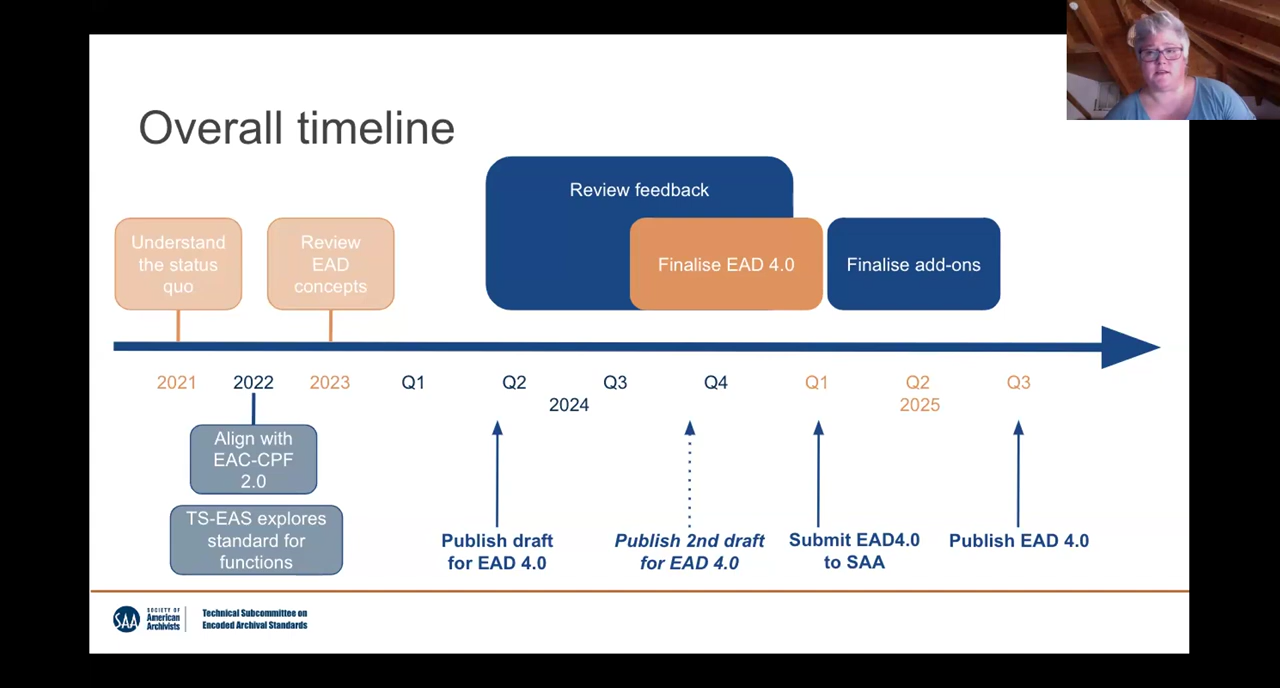 Overall timeline
Review feedback
Understand
the status
quo
Review
EAD
concepts
Finalise EAD 4.0
Finalise add-ons
2021
2022
2023
Q1
Q2
Q3
Q4
Q1
Q2
Q3
2024
2025
Align with
EAC-CPF
2.0
TS-EAS explores
standard for
functions
Publish draft
for EAD 4.0
Publish 2nd draft
for EAD 4.0
Submit EAD4.0
to SAA
Publish EAD 4.0
SAA
SOCIETY OF
American
Archivists
Technical Subcommittee on
Encoded Archival Standards